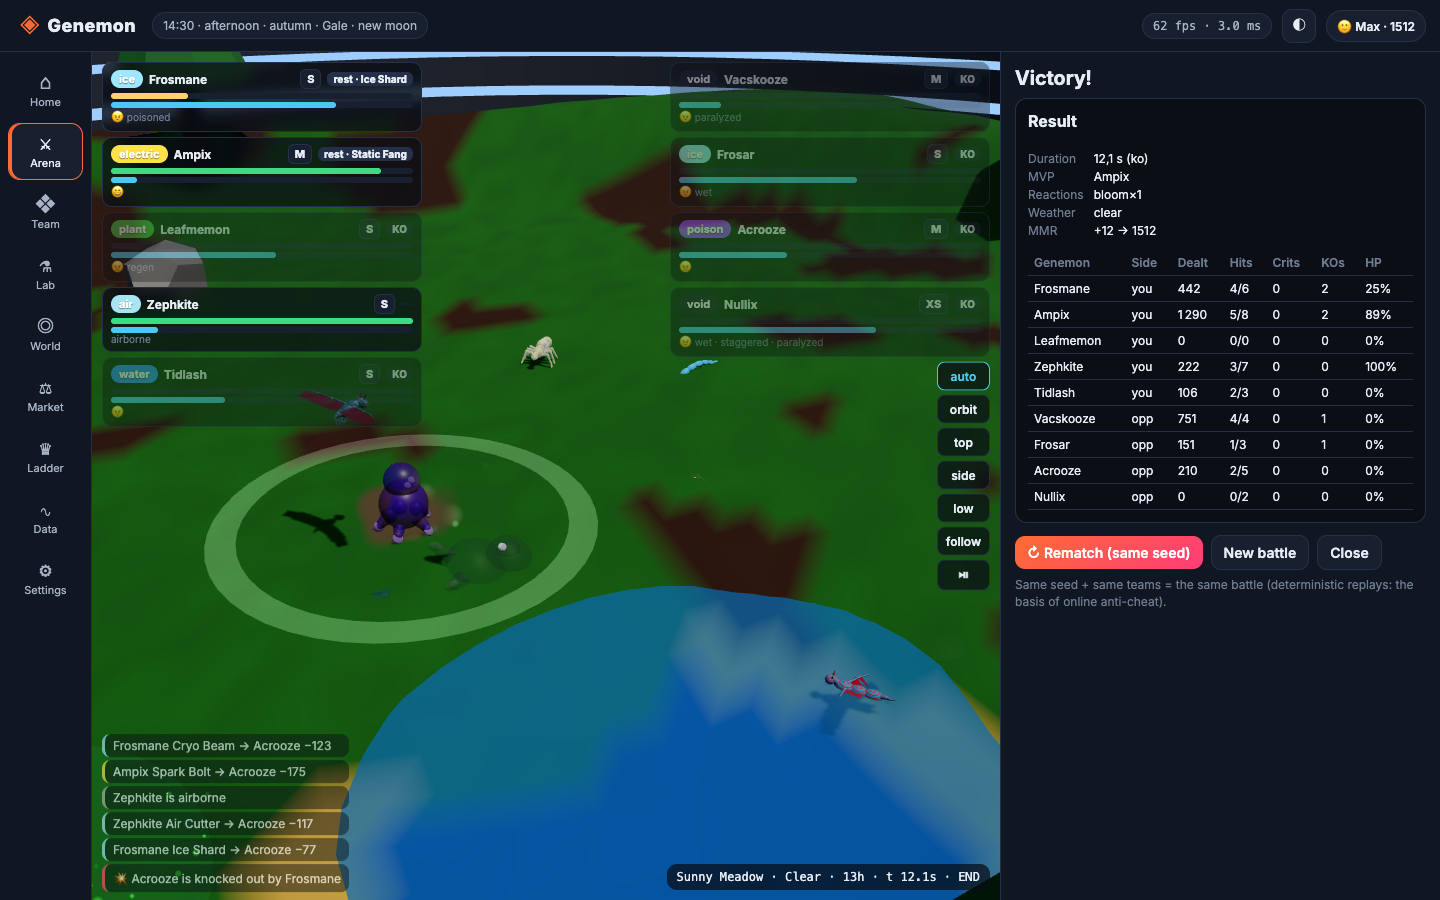 Genemon
14:30 · afternoon · autumn · Gale · new moon
62 fps · 3.0 ms
Max · 1512
Home
Arena
Team
Lab
World
Market
Ladder
Data
Settings
ice Frosmane S rest · Ice Shard
poisoned
electric Ampix M rest · Static Fang
plant Leafmemon S KO
regen
air Zephkite S
airborne
water Tidlash S KO
void Vacskooze M KO
paralyzed
ice Frosar S KO
wet
poison Acrooze M KO
void Nullix XS KO
wet · staggered · paralyzed
auto
orbit
top
side
low
follow
Frosmane Cryo Beam → Acrooze −123
Ampix Spark Bolt → Acrooze −175
Zephkite is airborne
Zephkite Air Cutter → Acrooze −117
Frosmane Ice Shard → Acrooze −77
Acrooze is knocked out by Frosmane
Sunny Meadow · Clear · 13h · t 12.1s · END
Victory!
Result
Duration 12,1 s (ko)
MVP Ampix
Reactions bloom×1
Weather clear
MMR +12 → 1512
Genemon Side Dealt Hits Crits KOs HP
Frosmane you 442 4/6 0 2 25%
Ampix you 1 290 5/8 0 2 89%
Leafmemon you 0 0/0 0 0 0%
Zephkite you 222 3/7 0 0 100%
Tidlash you 106 2/3 0 0 0%
Vacskooze opp 751 4/4 0 1 0%
Frosar opp 151 1/3 0 1 0%
Acrooze opp 210 2/5 0 0 0%
Nullix opp 0 0/2 0 0 0%
↻ Rematch (same seed)
New battle
Close
Same seed + same teams = the same battle (deterministic replays: the
basis of online anti-cheat).